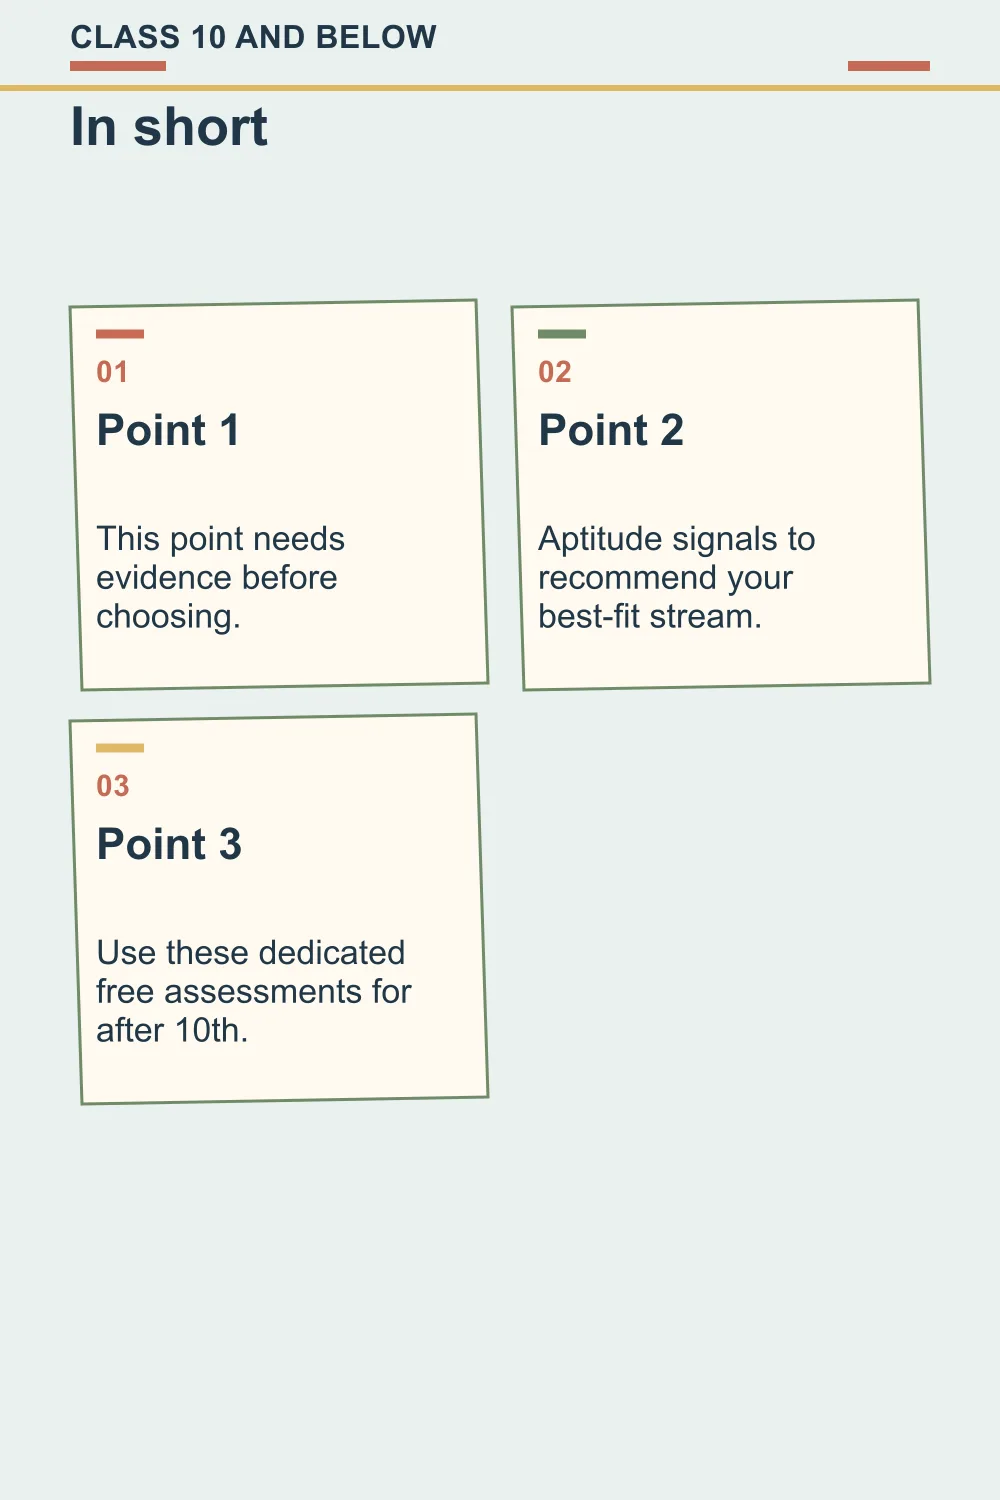 CLASS 10 AND BELOW
In short
01
Point 1
This point needs
evidence before
choosing.
02
Point 2
Aptitude signals to
recommend your
best-fit stream.
03
Point 3
Use these dedicated
free assessments for
after 10th.